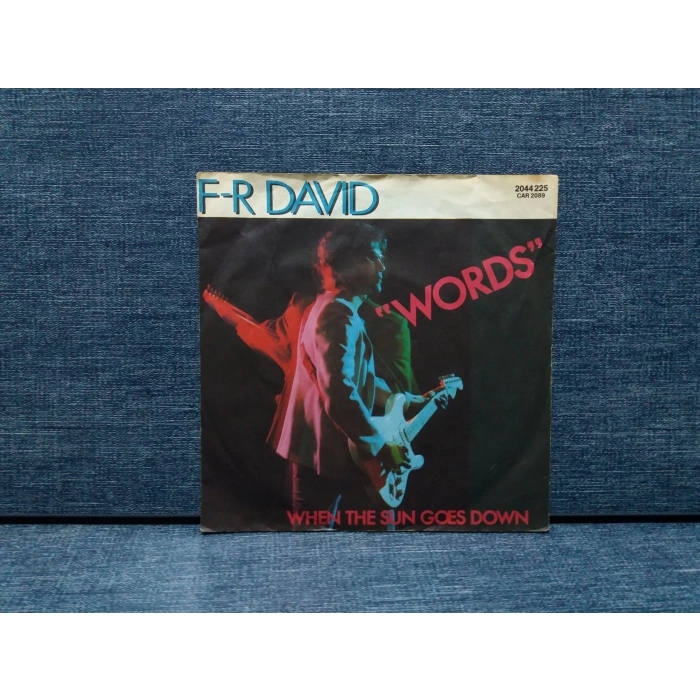 F-R DAVID
2044 225
CAR 2089
"WORDS"
WHEN THE SUN GOES DOWN